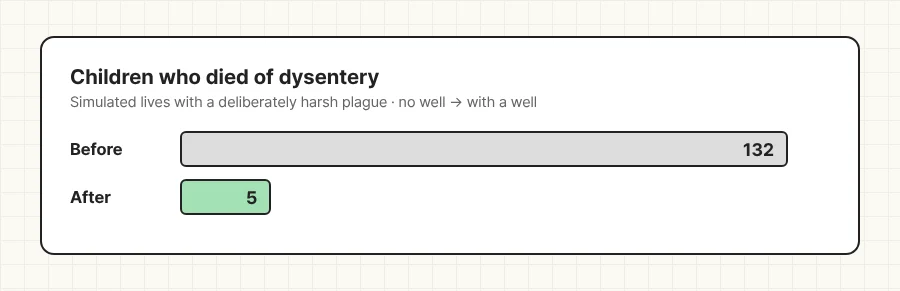 Children who died of dysentery
Simulated lives with a deliberately harsh plague · no well → with a well
Before 132
After 5